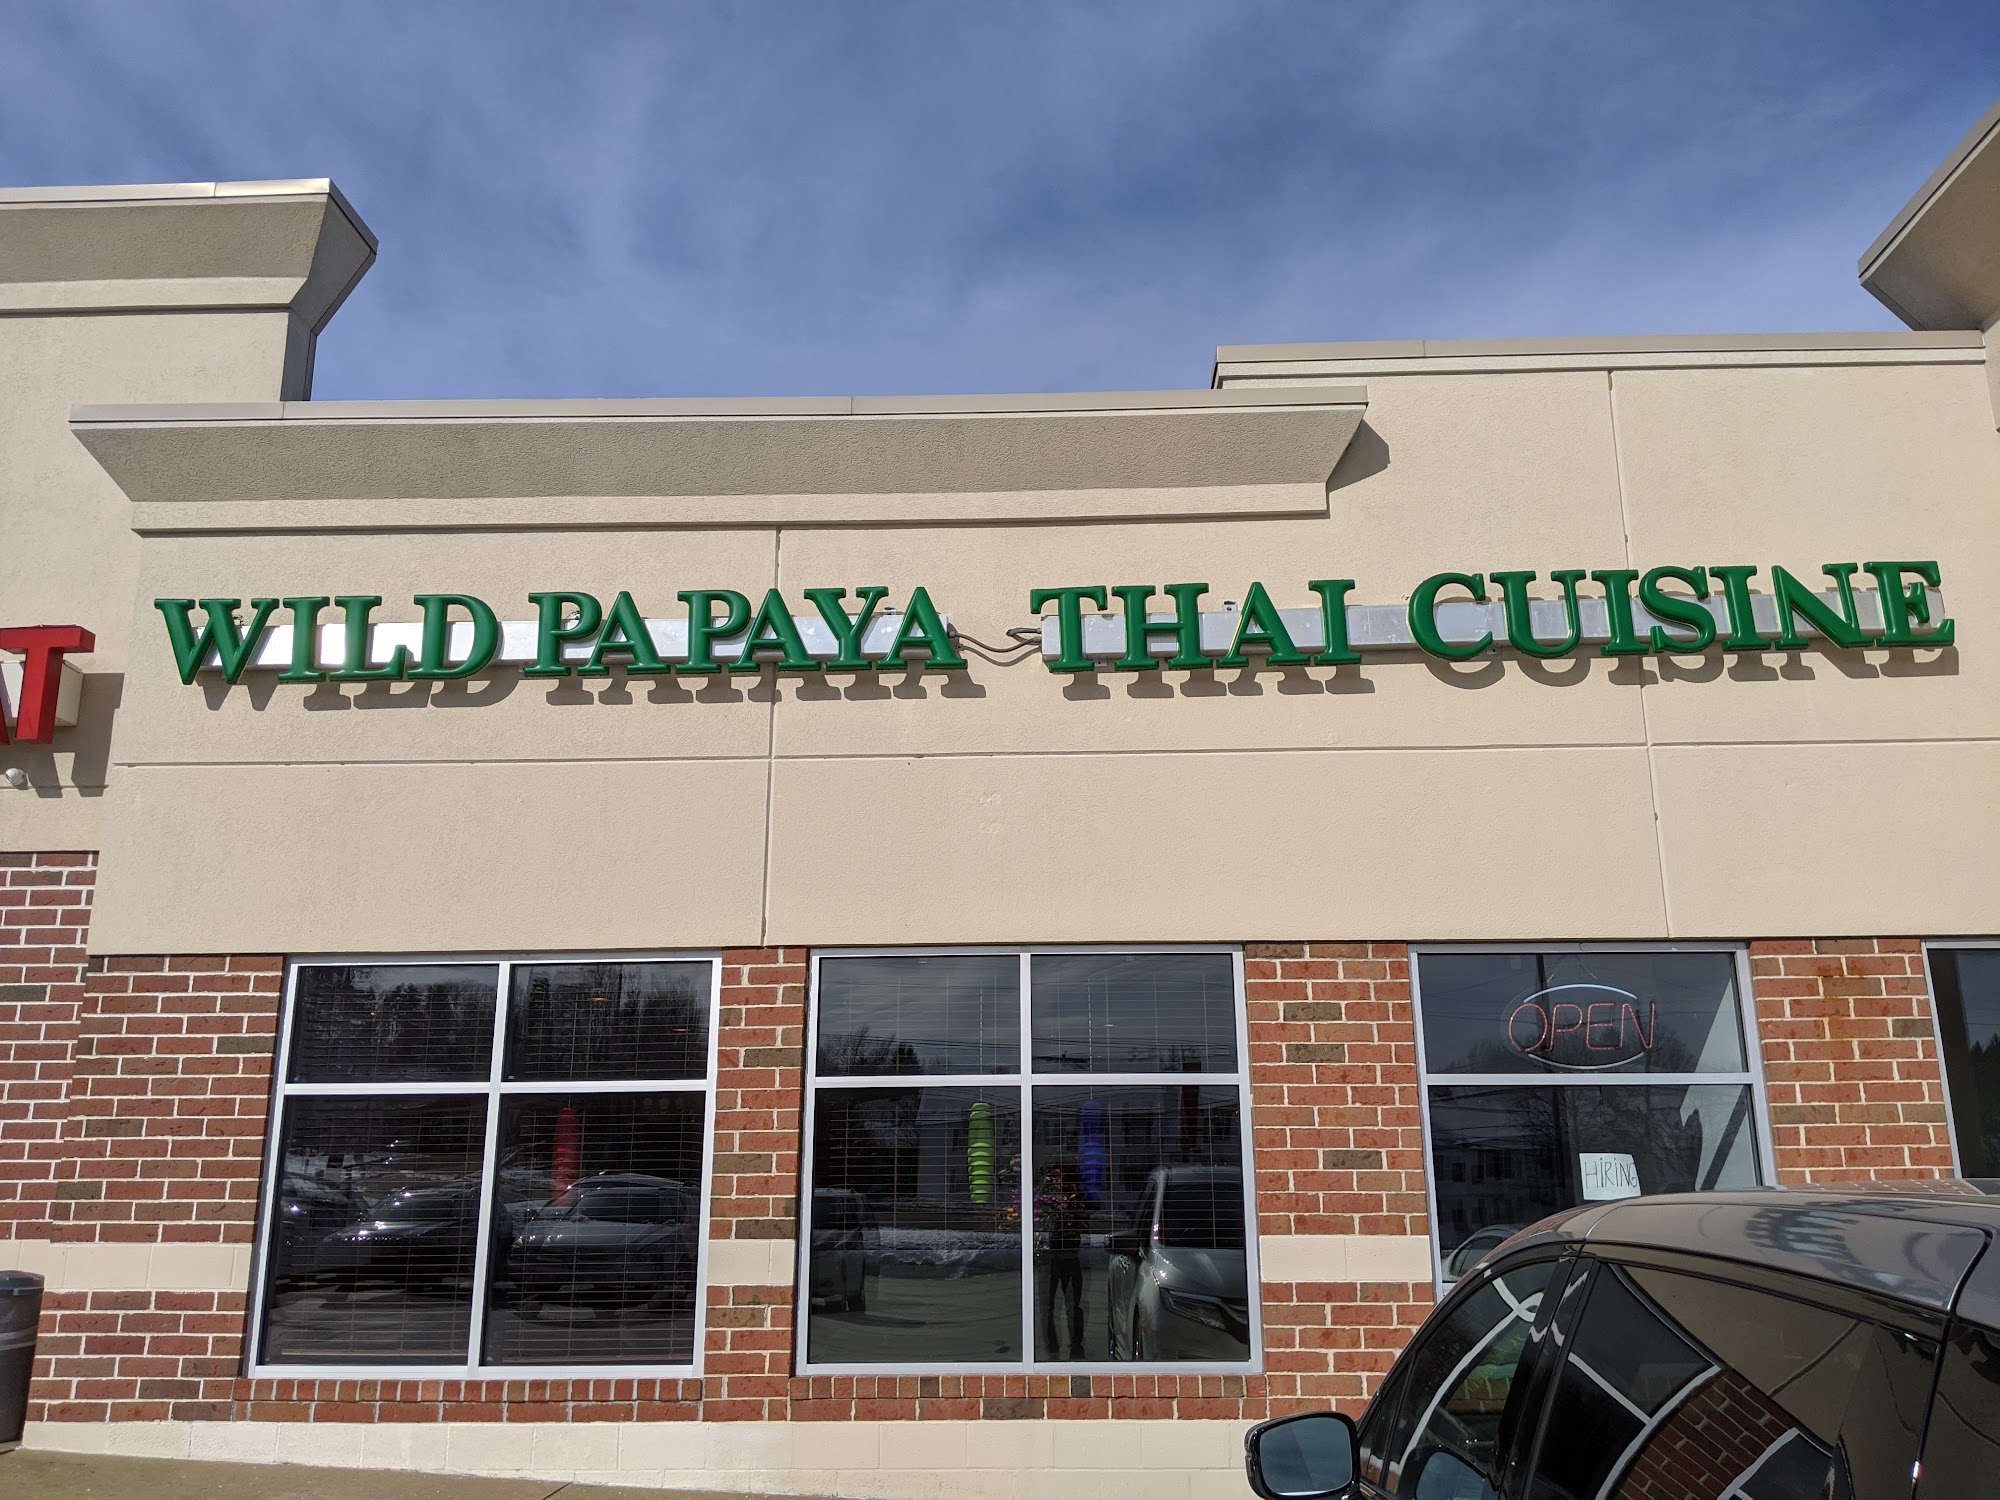 WILD PAPAYA THAI CUISINE
OPEN
HIRING